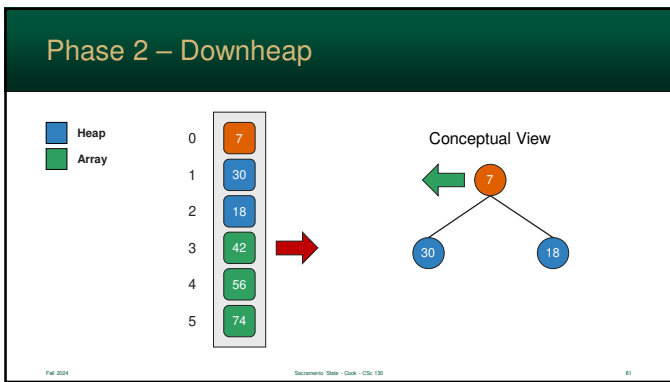 Phase 2 – Downheap
Heap
Array
0 7
1 30
2 18
3 42
4 56
5 74
Conceptual View
7
30 18
Fall 2024 Sacramento State - Cook - CSc 130 81